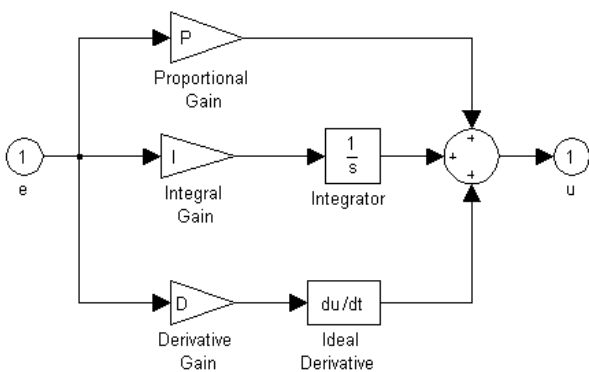 P
Proportional
Gain
1
e
I
Integral
Gain
1
s
Integrator
+
+
+
1
u
D
Derivative
Gain
du/dt
Ideal
Derivative